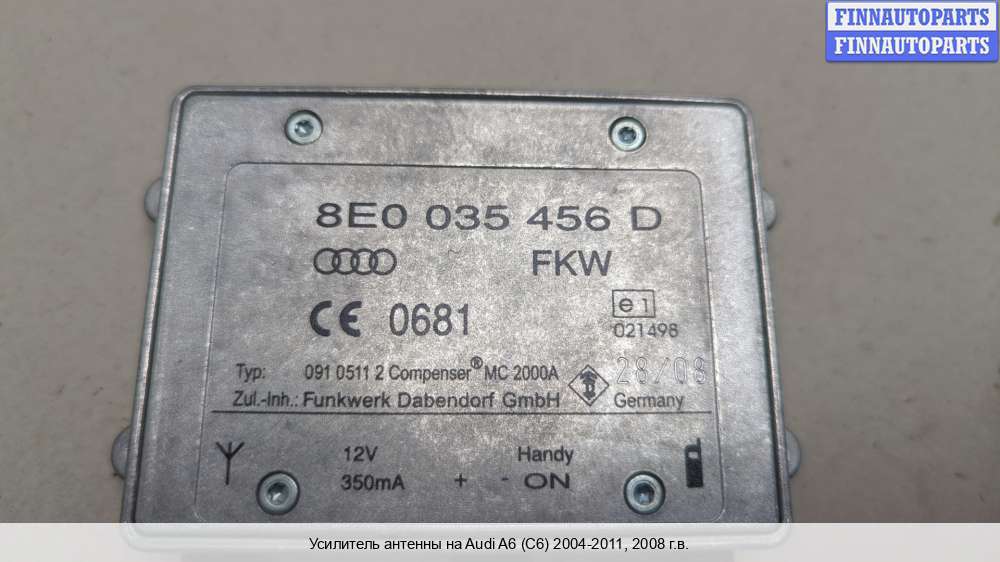 FINNAUTOPARTS
FINNAUTOPARTS
8E0 035 456 D
FKW
CE 0681
e1
021498
Typ: 091 0511 2 Compenser® MC 2000A
28/08
Zul.-Inh.: Funkwerk Dabendorf GmbH
Germany
12V
Handy
350mA + - ON
Усилитель антенны на Audi A6 (C6) 2004-2011, 2008 г.в.